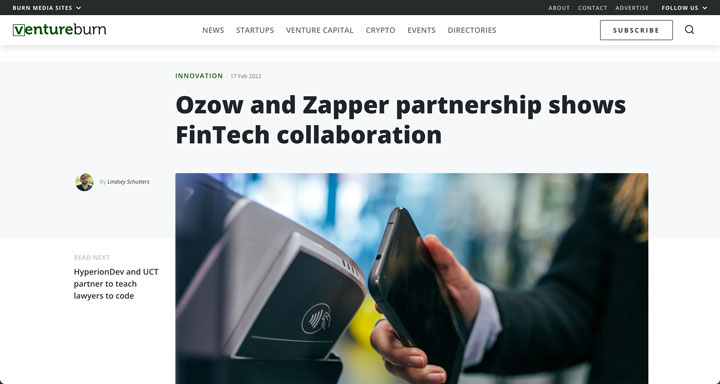 BURN MEDIA SITES
ABOUT CONTACT ADVERTISE FOLLOW US
ventureburn
NEWS STARTUPS VENTURE CAPITAL CRYPTO EVENTS DIRECTORIES
SUBSCRIBE
INNOVATION - 17 Feb 2022
Ozow and Zapper partnership shows
FinTech collaboration
by Lindsey Schutters
READ NEXT
HyperionDev and UCT
partner to teach
lawyers to code